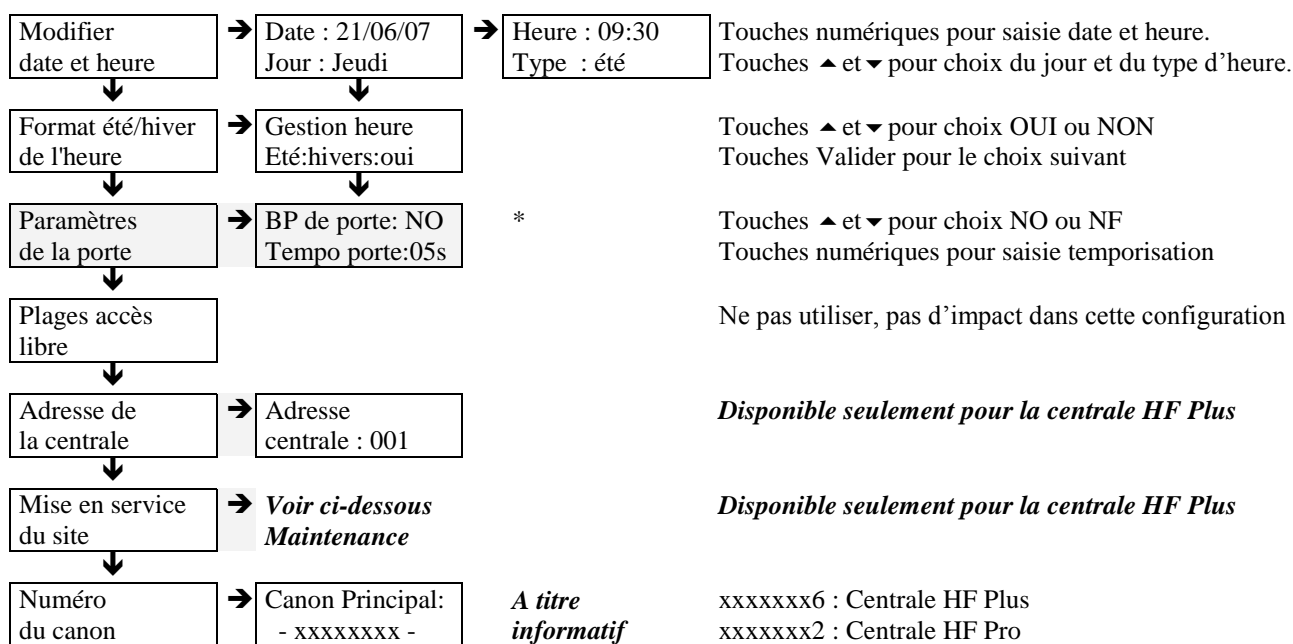 Modifier
date et heure
Date : 21/06/07
Jour : Jeudi
Heure : 09:30
Type : été
Touches numériques pour saisie date et heure.
Touches ▲ et ▼ pour choix du jour et du type d’heure.
Format été/hiver
de l'heure
Gestion heure
Eté:hivers:oui
Touches ▲ et ▼ pour choix OUI ou NON
Touches Valider pour le choix suivant
Paramètres
de la porte
BP de porte: NO
Tempo porte:05s
*
Touches ▲ et ▼ pour choix NO ou NF
Touches numériques pour saisie temporisation
Plages accès
libre
Ne pas utiliser, pas d’impact dans cette configuration
Adresse de
la centrale
Adresse
centrale : 001
Disponible seulement pour la centrale HF Plus
Mise en service
du site
Voir ci-dessous
Maintenance
Disponible seulement pour la centrale HF Plus
Numéro
du canon
Canon Principal:
- xxxxxxxx -
A titre
informatif
xxxxxxx6 : Centrale HF Plus
xxxxxxx2 : Centrale HF Pro